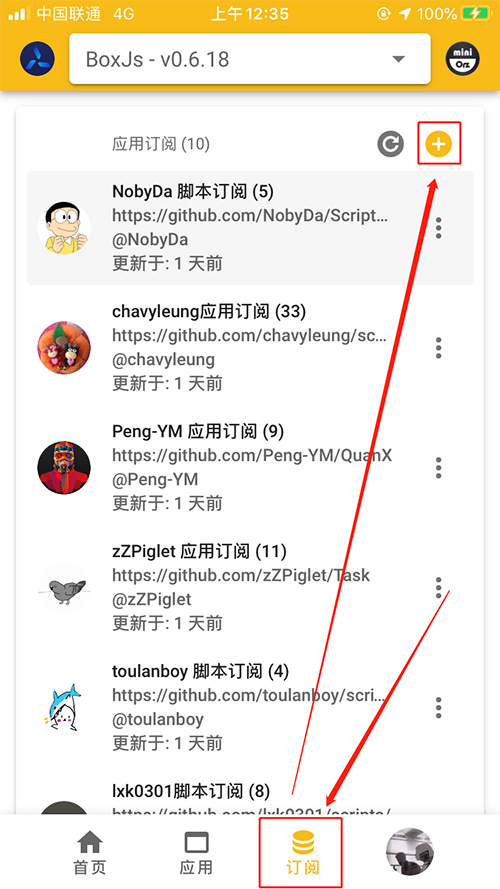 中国联通 4G 上午 12:35 100%
BoxJs - v0.6.18
mini
Orz
应用订阅 (10)
NobyDa 脚本订阅 (5)
https://github.com/NobyDa/Script...
@NobyDa
更新于: 1 天前
chavyleung应用订阅 (33)
https://github.com/chavyleung/sc...
@chavyleung
更新于: 1 天前
Peng-YM 应用订阅 (9)
https://github.com/Peng-YM/QuanX
@Peng-YM
更新于: 1 天前
zZPiglet 应用订阅 (11)
https://github.com/zZPiglet/Task
@zZPiglet
更新于: 1 天前
toulanboy 脚本订阅 (4)
https://github.com/toulanboy/scri...
@toulanboy
更新于: 1 天前
lxk0301脚本订阅 (8)
https://github.com/lxk0301/scripts/
首页 应用 订阅